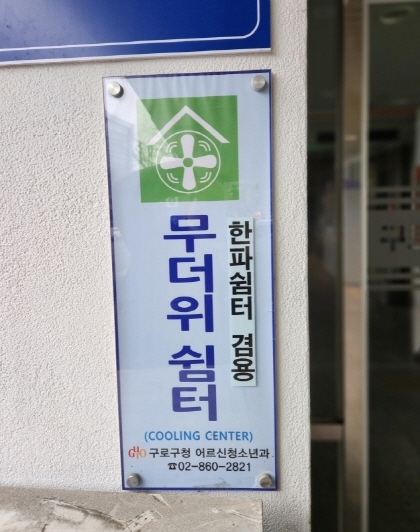 무더위 쉼터
한파쉼터 겸용
(COOLING CENTER)
구로구청 어르신청소년과
☎02-860-2821